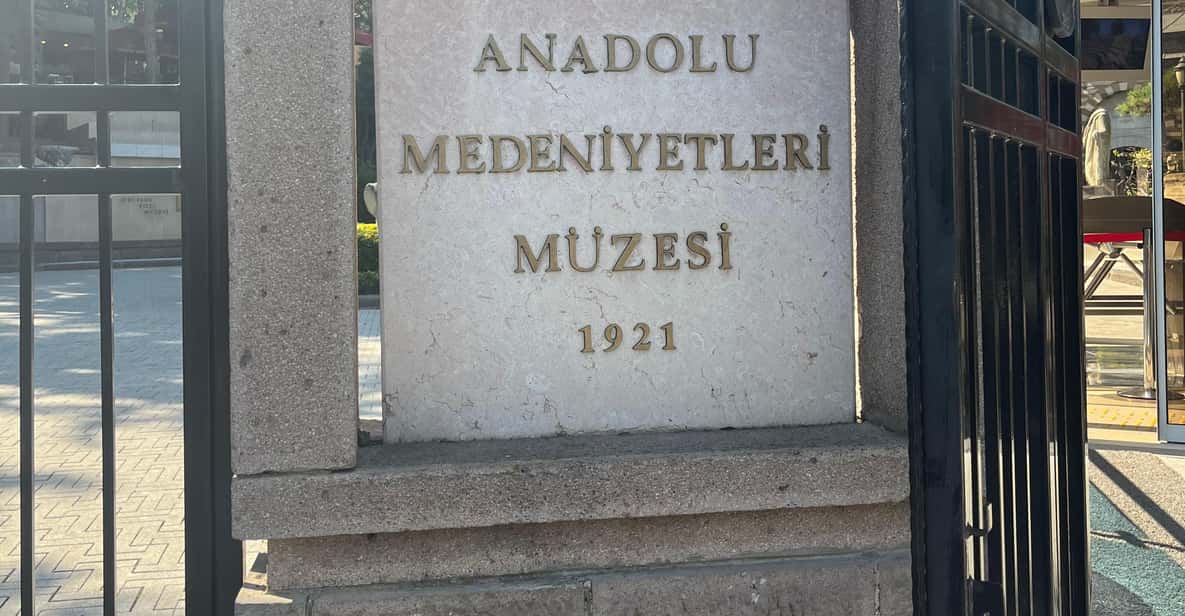 ANADOLU
MEDENİYETLERİ
MÜZESİ
1921